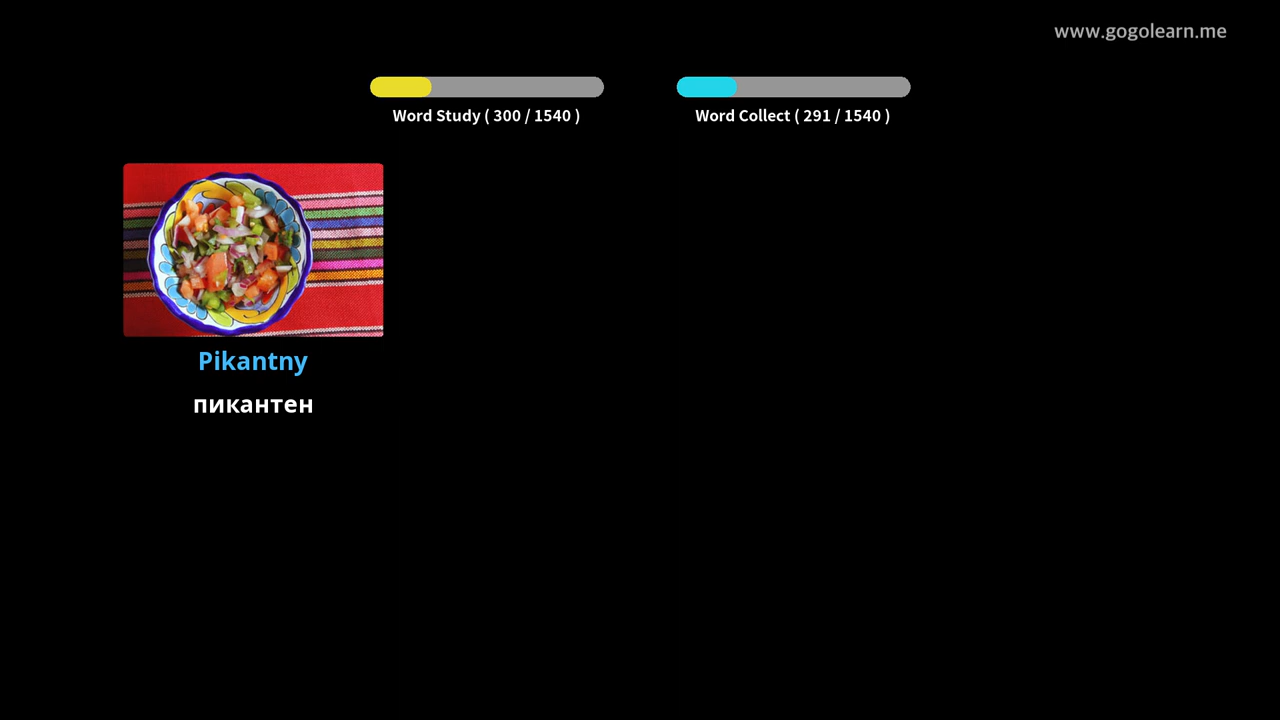 www.gogolearn.me
Word Study ( 300 / 1540 )
Word Collect ( 291 / 1540 )
Pikantny
пикантен